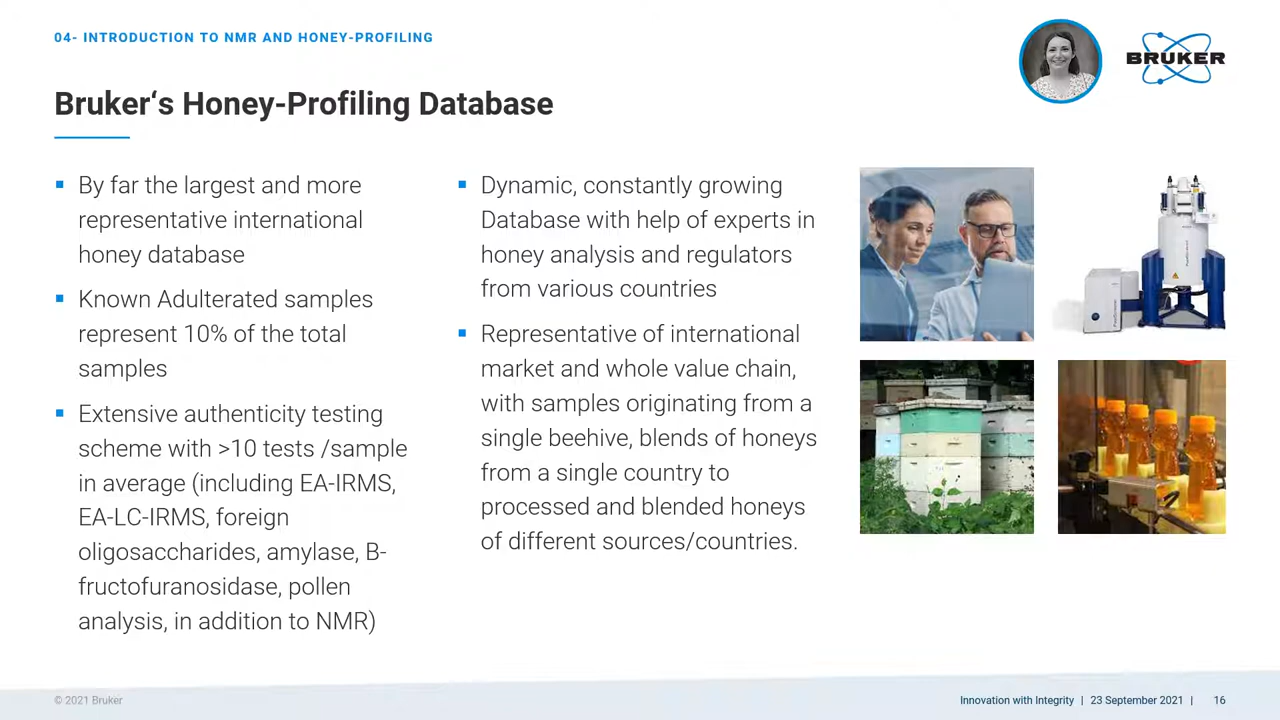 04- INTRODUCTION TO NMR AND HONEY-PROFILING
BRUKER
Bruker‘s Honey-Profiling Database
▪ By far the largest and more
representative international
honey database
▪ Known Adulterated samples
represent 10% of the total
samples
▪ Extensive authenticity testing
scheme with >10 tests /sample
in average (including EA-IRMS,
EA-LC-IRMS, foreign
oligosaccharides, amylase, B-
fructofuranosidase, pollen
analysis, in addition to NMR)
▪ Dynamic, constantly growing
Database with help of experts in
honey analysis and regulators
from various countries
▪ Representative of international
market and whole value chain,
with samples originating from a
single beehive, blends of honeys
from a single country to
processed and blended honeys
of different sources/countries.
© 2021 Bruker
Innovation with Integrity | 23 September 2021 | 16